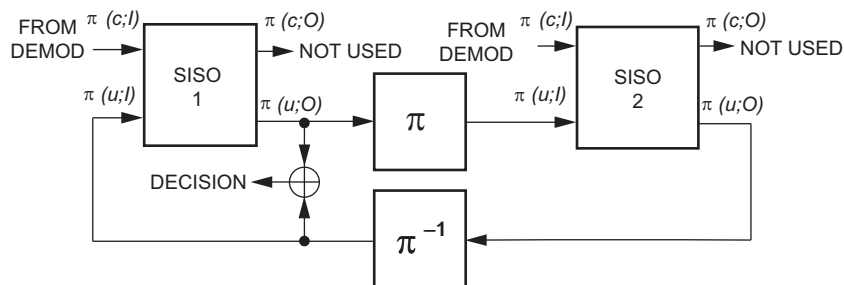 π (c;I)
π (c;O)
FROM
DEMOD
NOT USED
SISO
1
π (u;I)
π (u;O)
π
π (c;I)
π (c;O)
FROM
DEMOD
NOT USED
SISO
2
π (u;I)
π (u;O)
DECISION
π −1